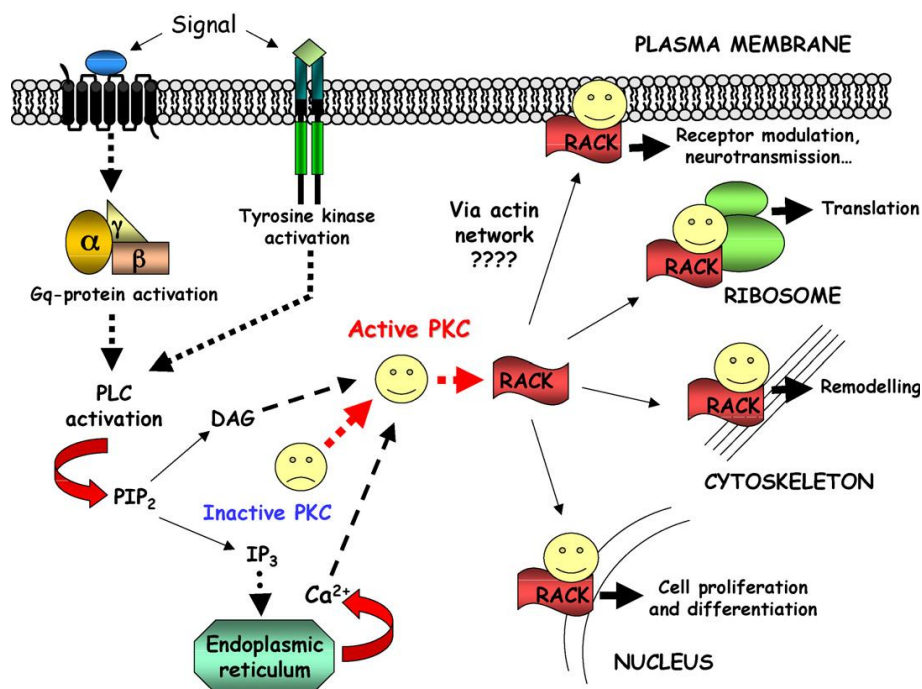 Signal
PLASMA MEMBRANE
RACK
Receptor modulation,
neurotransmission…
Tyrosine kinase
activation
Via actin
network
????
γ
α
β
Gq-protein activation
RACK
Translation
RIBOSOME
Active PKC
RACK
RACK
Remodelling
PLC
activation
DAG
CYTOSKELETON
PIP₂
Inactive PKC
IP₃
Ca²⁺
RACK
Cell proliferation
and differentiation
Endoplasmic
reticulum
NUCLEUS